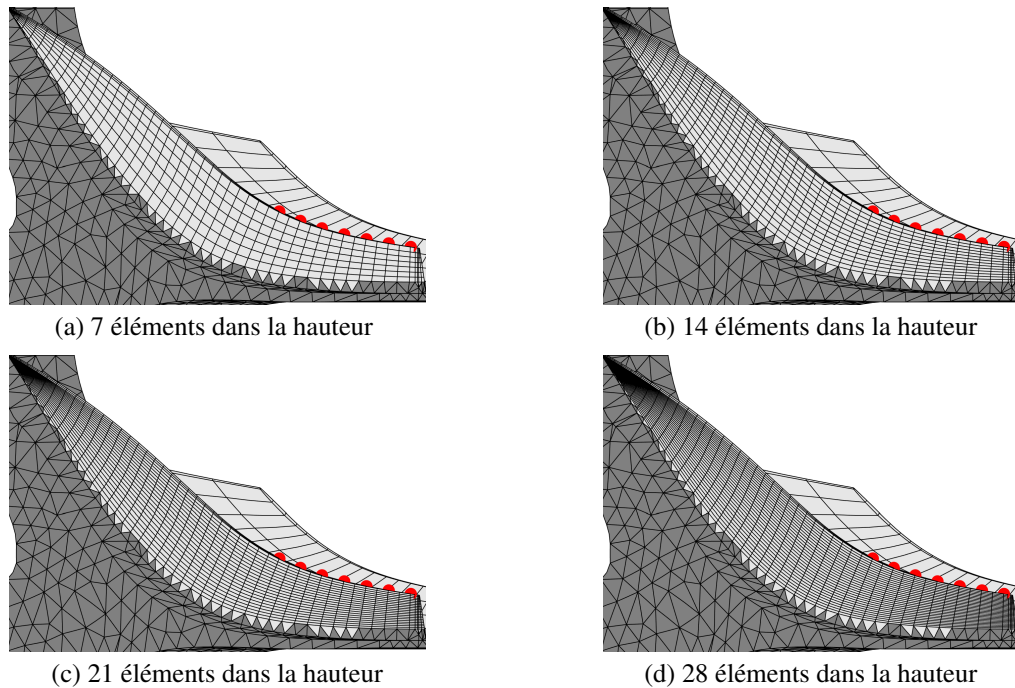 (a) 7 éléments dans la hauteur
(b) 14 éléments dans la hauteur
(c) 21 éléments dans la hauteur
(d) 28 éléments dans la hauteur